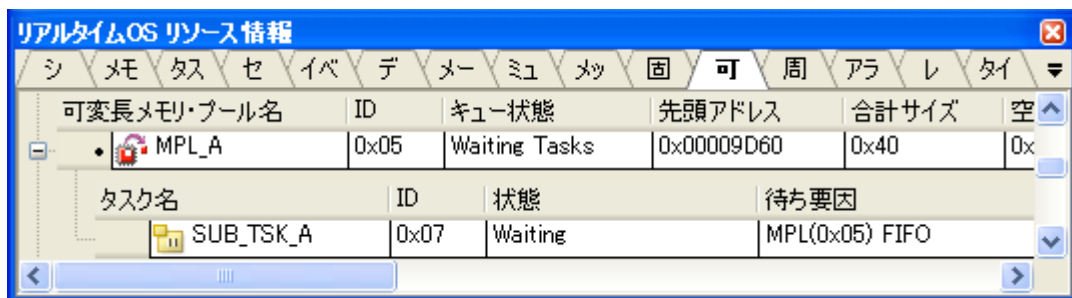 リアルタイムOS リソース情報
シ メモ タス セ イベ デ メー ミュ メッ 固 可 周 アラ レ タイ
可変長メモリ・プール名 ID キュー状態 先頭アドレス 合計サイズ 空
MPL_A 0x05 Waiting Tasks 0x00009D60 0x40 0x
タスク名 ID 状態 待ち要因
SUB_TSK_A 0x07 Waiting MPL(0x05) FIFO